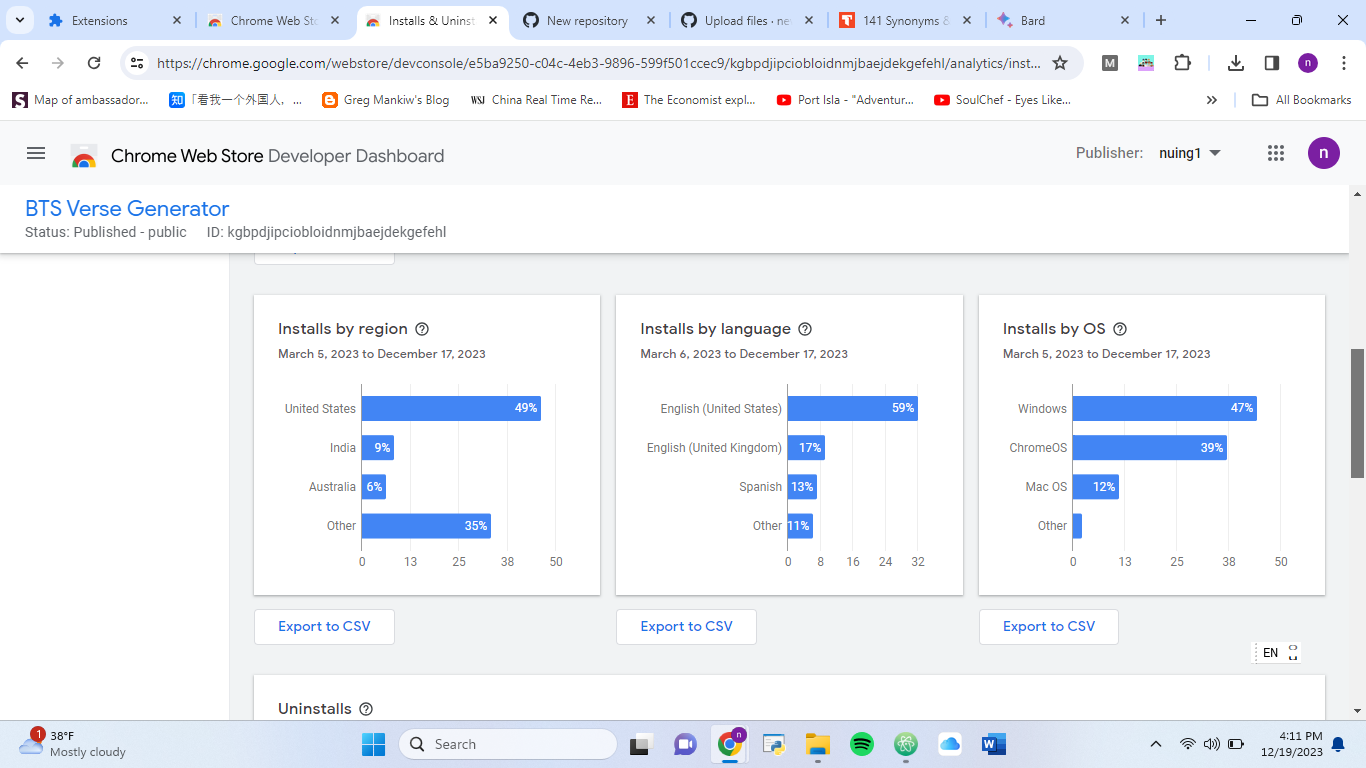 Extensions
Chrome Web Sto
Installs & Uninst
New repository
Upload files · ne
141 Synonyms &
Bard
https://chrome.google.com/webstore/devconsole/e5ba9250-c04c-4eb3-9896-599f501ccec9/kgbpdjipciobloidnmjbaejdekgefehl/analytics/inst...
M
n
Map of ambassador...
知
「看我一个外国人，...
Greg Mankiw's Blog
WSJ
China Real Time Re...
E
The Economist expl...
Port Isla - "Adventur...
SoulChef - Eyes Like...
All Bookmarks
Chrome Web Store Developer Dashboard
Publisher: nuing1
n
BTS Verse Generator
Status: Published - public ID: kgbpdjipciobloidnmjbaejdekgefehl
Installs by region
March 5, 2023 to December 17, 2023
United States 49%
India 9%
Australia 6%
Other 35%
0 13 25 38 50
Export to CSV
Installs by language
March 6, 2023 to December 17, 2023
English (United States) 59%
English (United Kingdom) 17%
Spanish 13%
Other 11%
0 8 16 24 32
Export to CSV
Installs by OS
March 5, 2023 to December 17, 2023
Windows 47%
ChromeOS 39%
Mac OS 12%
Other
0 13 25 38 50
Export to CSV
EN
Uninstalls
1
38°F
Mostly cloudy
Search
n
W
4:11 PM
12/19/2023